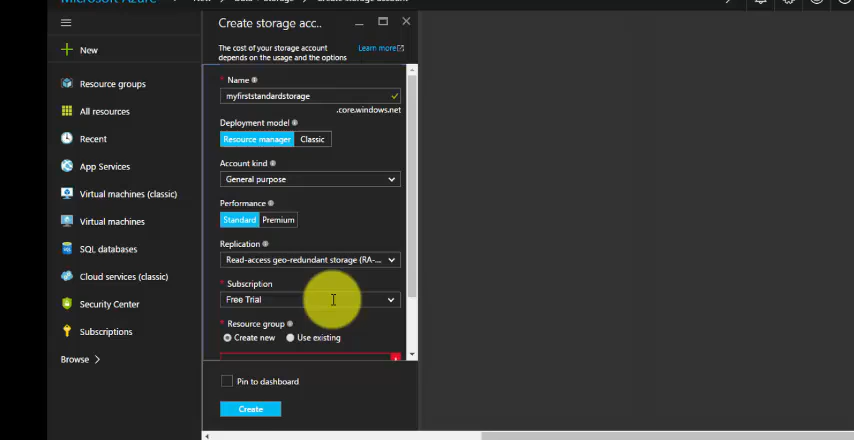 Microsoft Azure
Create storage account
Create storage acc..
The cost of your storage account
depends on the usage and the options
Learn more
New
Resource groups
All resources
Recent
App Services
Virtual machines (classic)
Virtual machines
SQL databases
Cloud services (classic)
Security Center
Subscriptions
Browse >
* Name
myfirststandardstorage
.core.windows.net
Deployment model
Resource manager Classic
Account kind
General purpose
Performance
Standard Premium
Replication
Read-access geo-redundant storage (RA-...
* Subscription
Free Trial
* Resource group
Create new Use existing
Pin to dashboard
Create